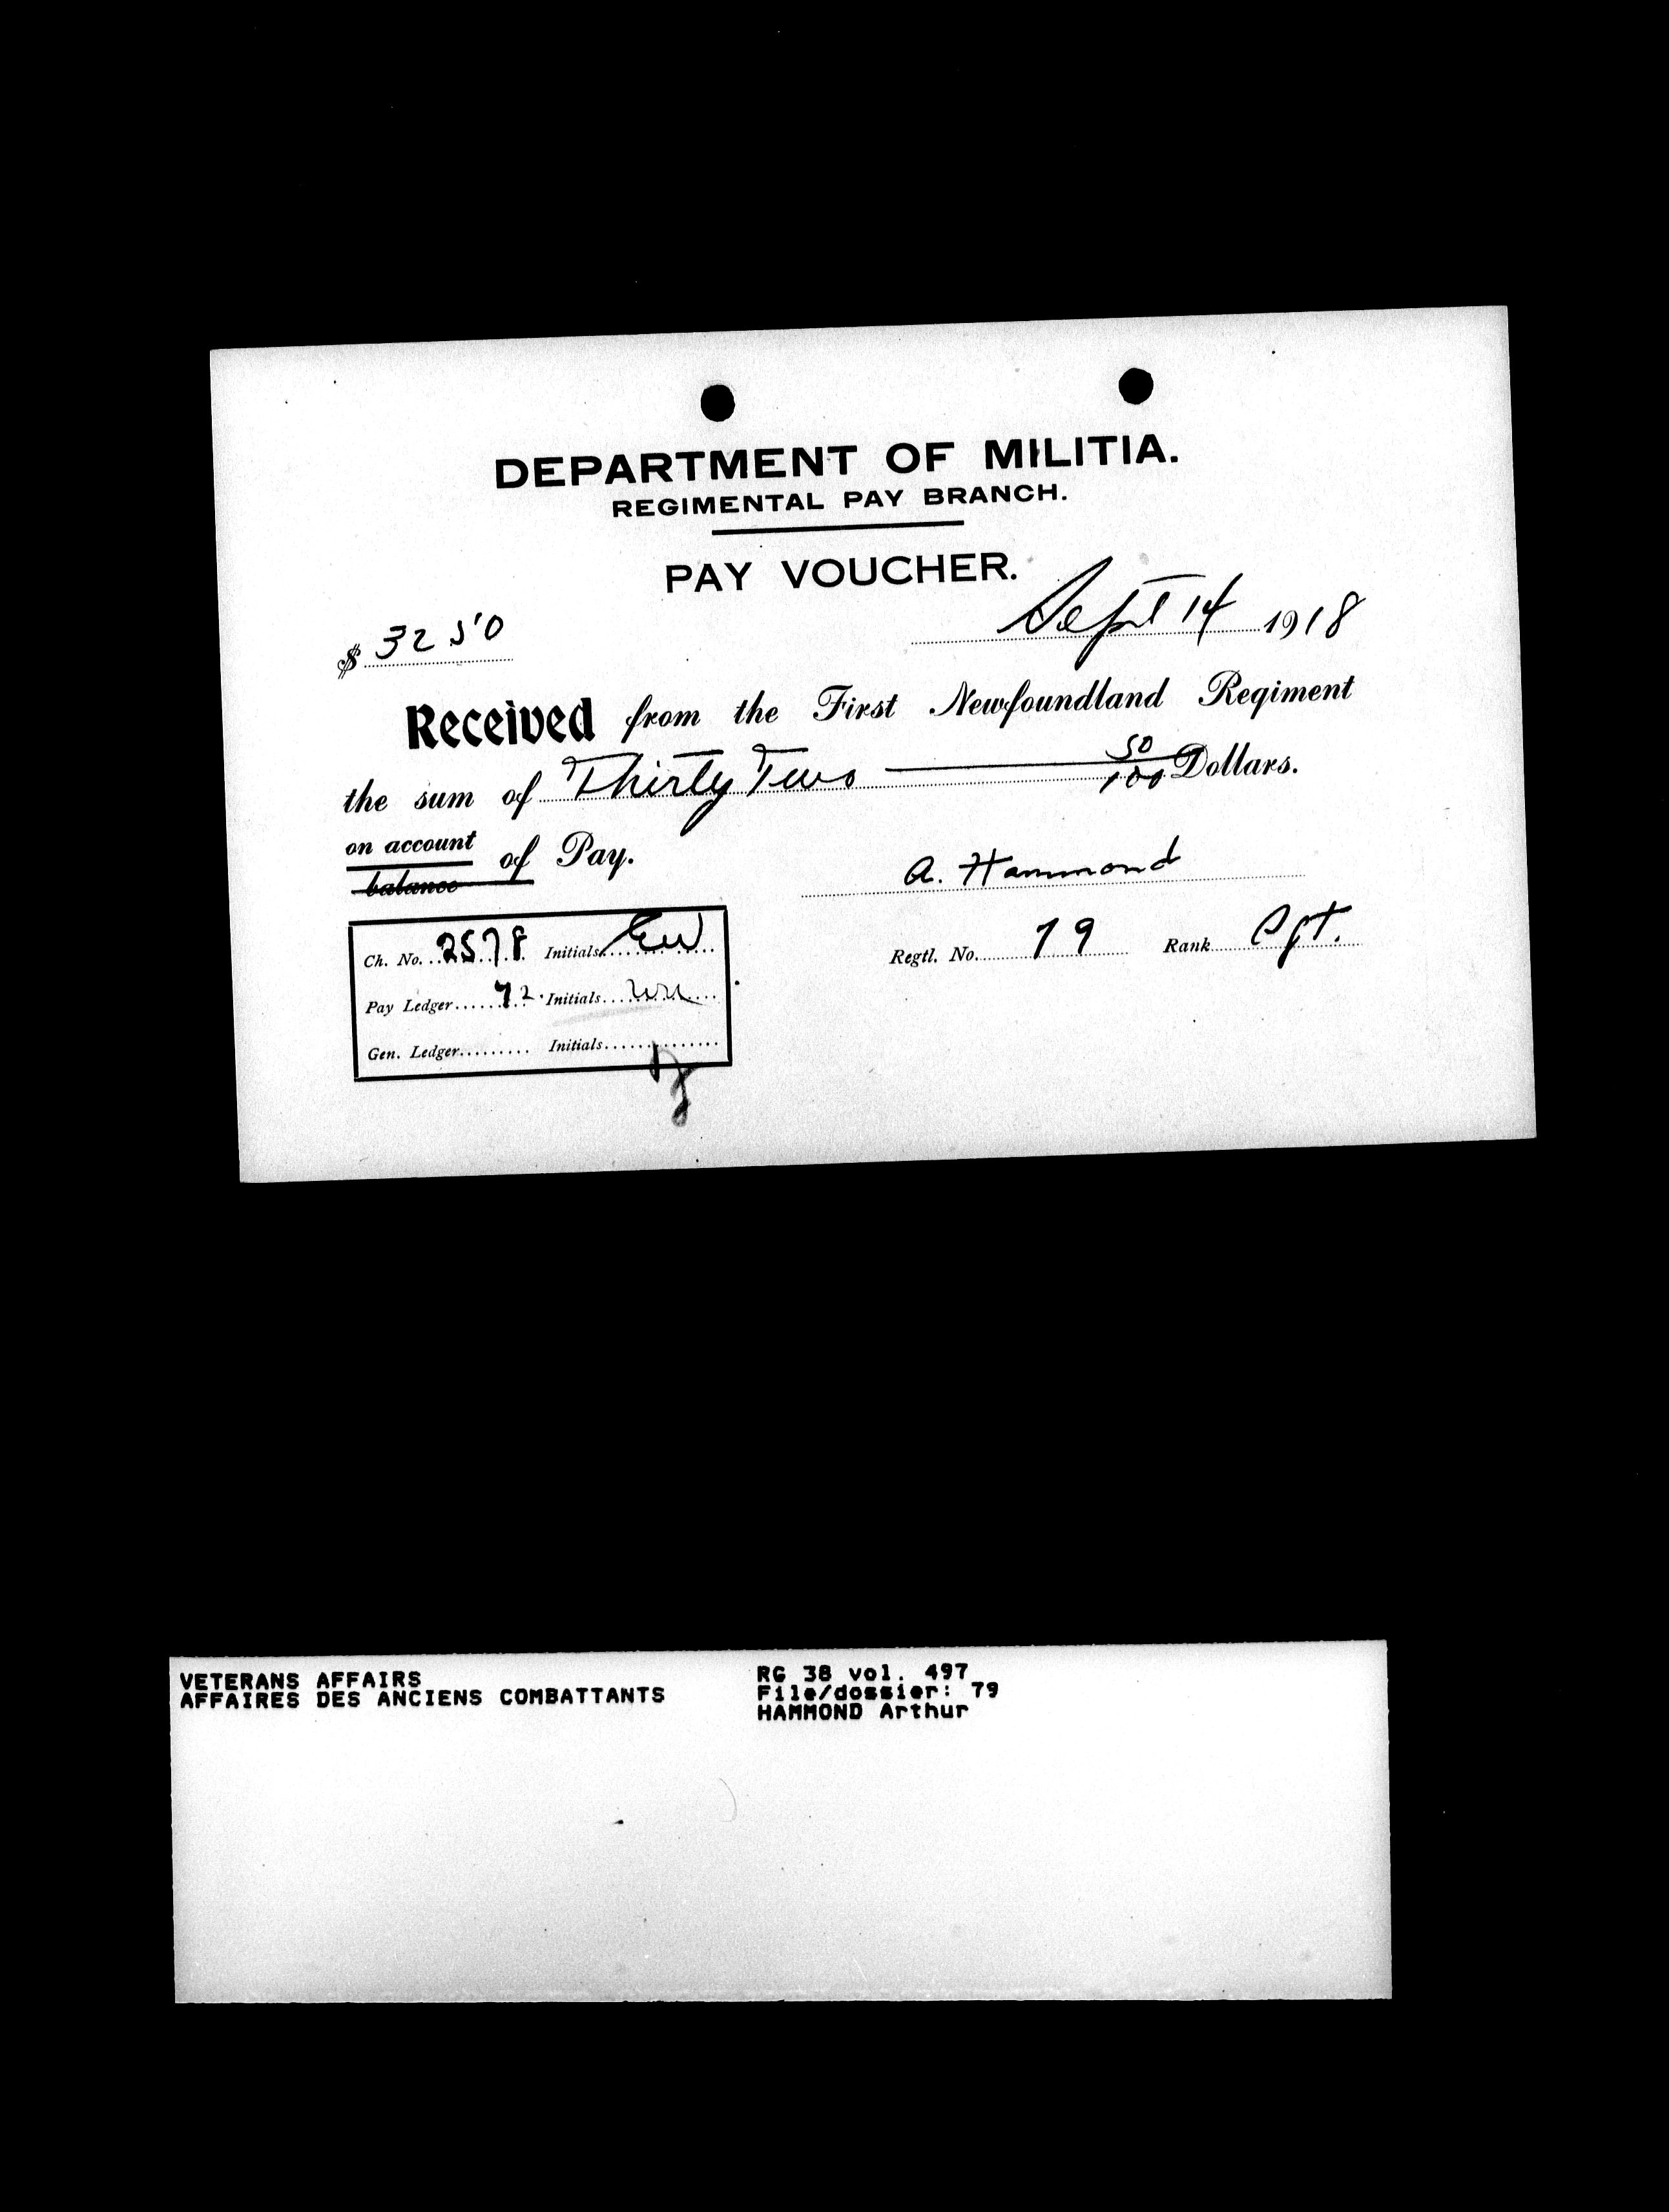 DEPARTMENT OF MILITIA.
REGIMENTAL PAY BRANCH.
PAY VOUCHER.
Sept 14 1918
$ 32 50
Received from the First Newfoundland Regiment
the sum of Thirty Two 50/100 Dollars.
on account
balance of Pay.
A. Hammond
Ch. No. 2578 Initials EW
Regtl. No. 79 Rank
Pay Ledger 72 Initials
Gen. Ledger Initials
VETERANS AFFAIRS
AFFAIRES DES ANCIENS COMBATTANTS
RG 38 vol. 497
File/dossier: 79
HAMMOND Arthur